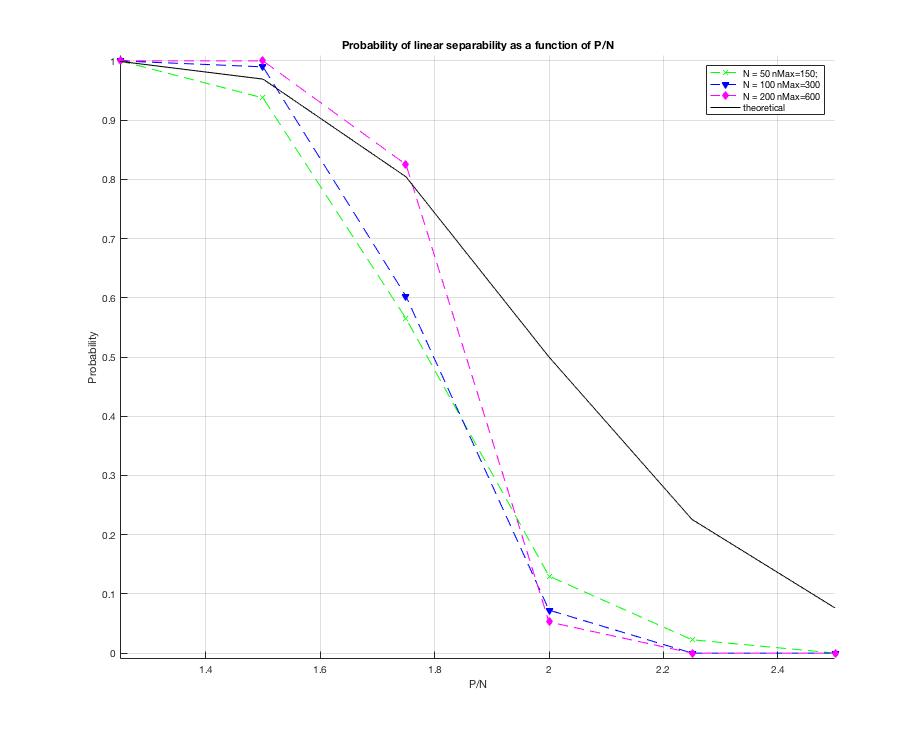 Probability of linear separability as a function of P/N
N = 50 nMax=150;
N = 100 nMax=300
N = 200 nMax=600
theoretical
1
0.9
0.8
0.7
0.6
0.5
0.4
0.3
0.2
0.1
0
Probability
1.4
1.6
1.8
2
2.2
2.4
P/N